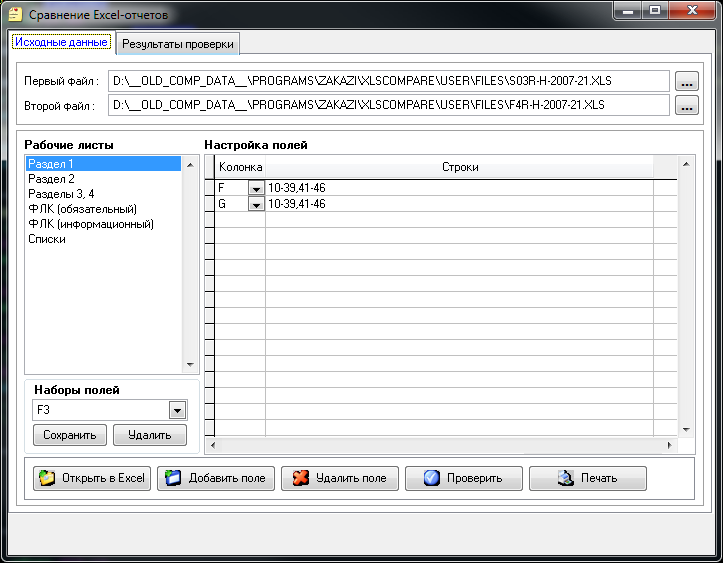 Сравнение Excel-отчетов
Исходные данные
Результаты проверки
Первый файл :
D:\__OLD_COMP_DATA__\PROGRAMS\ZAKAZI\XLSCOMPARE\USER\FILES\S03R-H-2007-21.XLS
...
Второй файл :
D:\__OLD_COMP_DATA__\PROGRAMS\ZAKAZI\XLSCOMPARE\USER\FILES\F4R-H-2007-21.XLS
...
Рабочие листы
Раздел 1
Раздел 2
Разделы 3, 4
ФЛК (обязательный)
ФЛК (информационный)
Списки
Настройка полей
Колонка Строки
F 10-39,41-46
G 10-39,41-46
Наборы полей
F3
Сохранить
Удалить
Открыть в Excel
Добавить поле
Удалить поле
Проверить
Печать